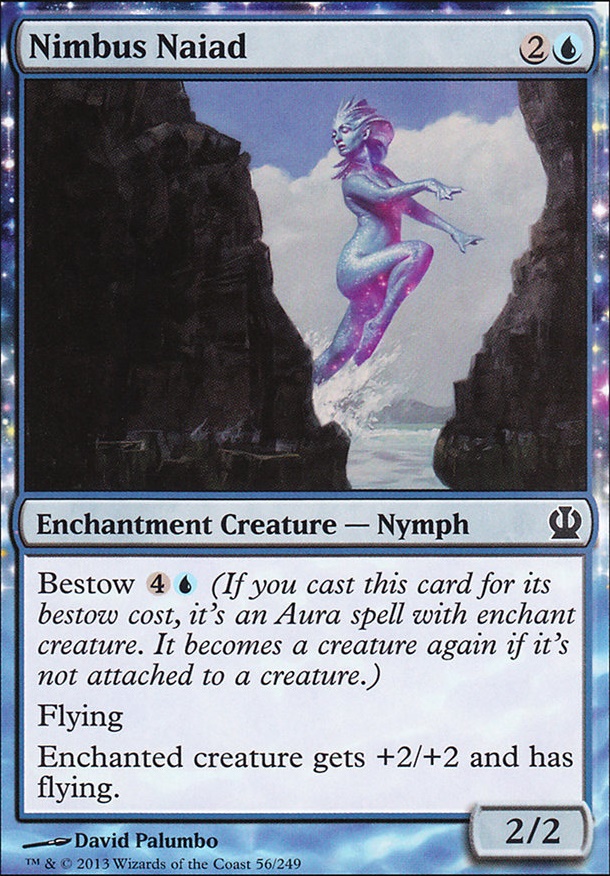 Nimbus Naiad 2
Enchantment Creature — Nymph
Bestow 4 (If you cast this card for its
bestow cost, it's an Aura spell with enchant
creature. It becomes a creature again if it's
not attached to a creature.)
Flying
Enchanted creature gets +2/+2 and has
flying.
2/2
David Palumbo
™ & © 2013 Wizards of the Coast 56/249